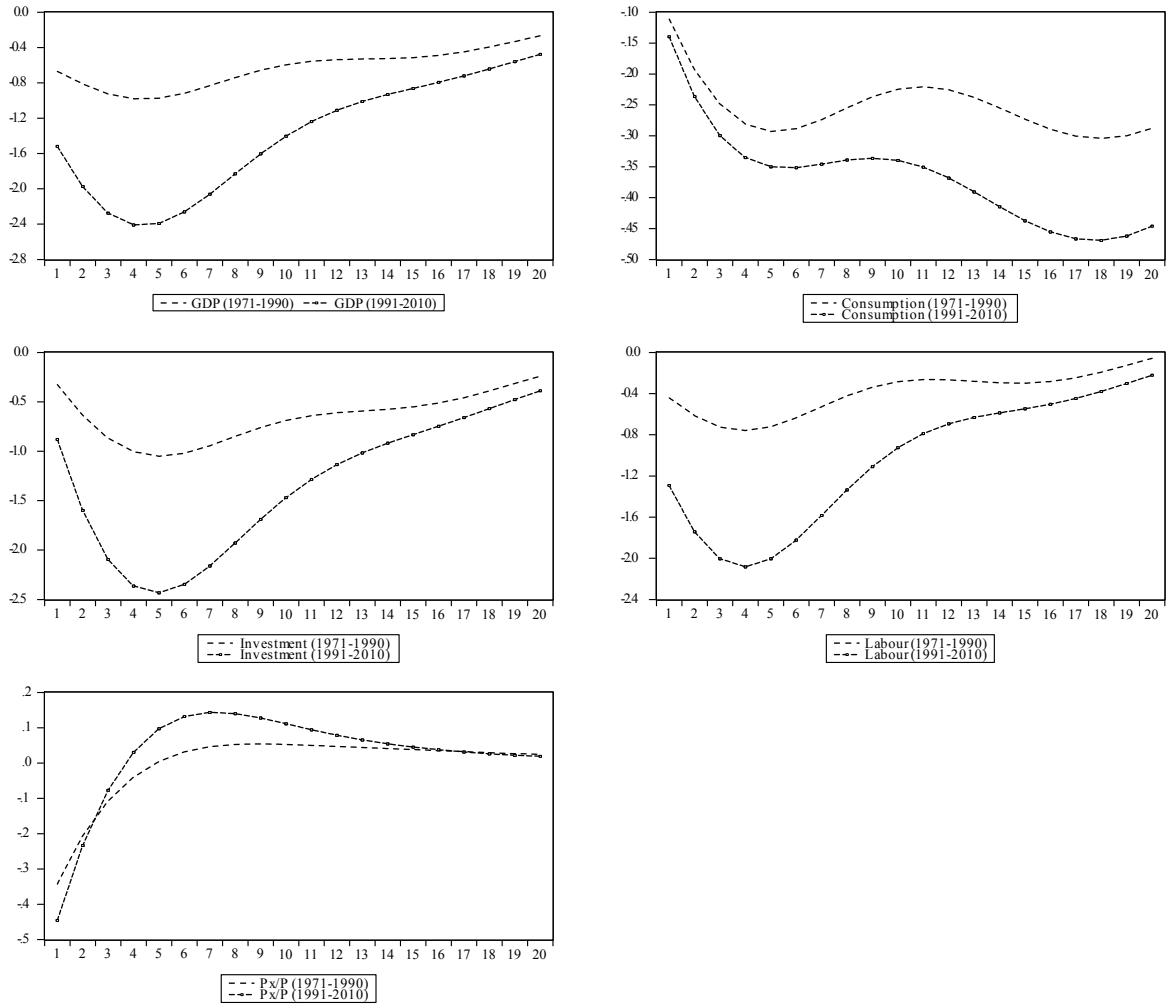 0.0
-0.4
-0.8
-1.2
-1.6
-2.0
-2.4
-2.8
1 2 3 4 5 6 7 8 9 10 11 12 13 14 15 16 17 18 19 20
GDP (1971-1990) GDP (1991-2010)
-.10
-.15
-.20
-.25
-.30
-.35
-.40
-.45
-.50
1 2 3 4 5 6 7 8 9 10 11 12 13 14 15 16 17 18 19 20
Consumption (1971-1990)
Consumption (1991-2010)
0.0
-0.5
-1.0
-1.5
-2.0
-2.5
1 2 3 4 5 6 7 8 9 10 11 12 13 14 15 16 17 18 19 20
Investment (1971-1990)
Investment (1991-2010)
0.0
-0.4
-0.8
-1.2
-1.6
-2.0
-2.4
1 2 3 4 5 6 7 8 9 10 11 12 13 14 15 16 17 18 19 20
Labour (1971-1990)
Labour (1991-2010)
.2
.1
.0
-.1
-.2
-.3
-.4
-.5
1 2 3 4 5 6 7 8 9 10 11 12 13 14 15 16 17 18 19 20
Px/P (1971-1990)
Px/P (1991-2010)